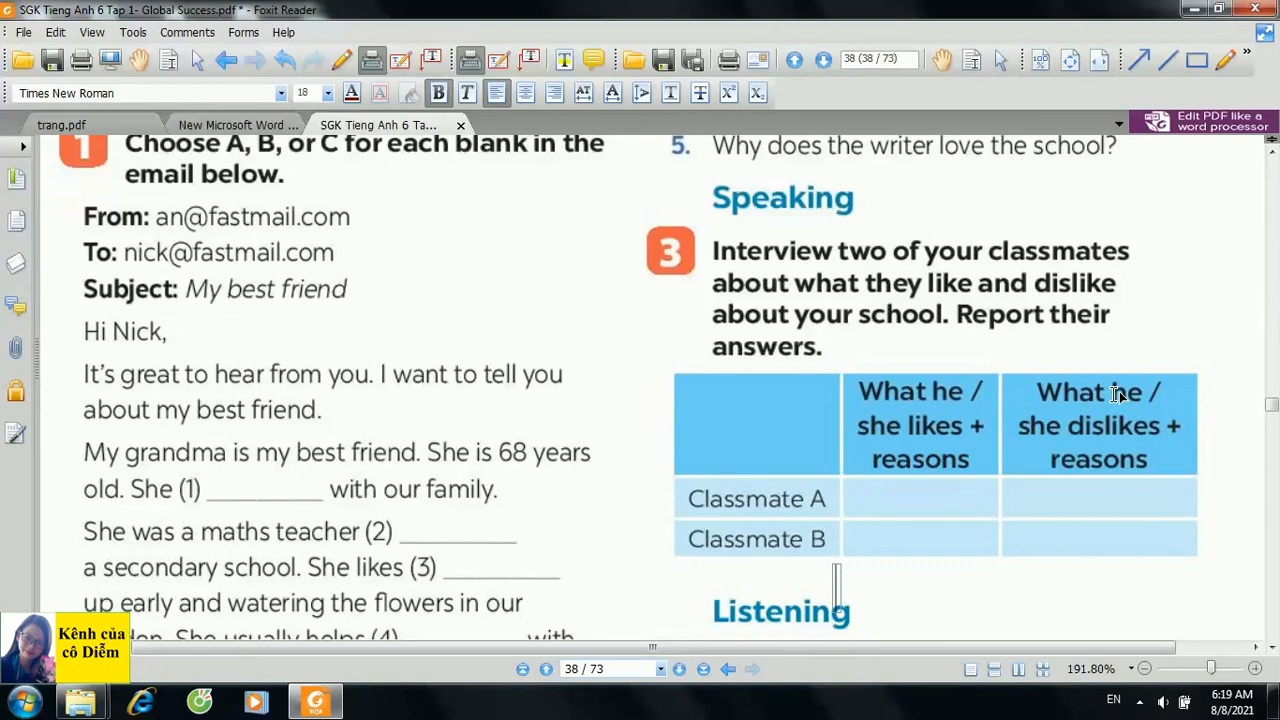 SGK Tieng Anh 6 Tap 1- Global Success.pdf * - Foxit Reader
File Edit View Tools Comments Forms Help
38 (38 / 73)
Times New Roman 18
trang.pdf New Microsoft Word ... SGK Tieng Anh 6 Ta...
Edit PDF like a
word processor
1 Choose A, B, or C for each blank in the
email below.
From: an@fastmail.com
To: nick@fastmail.com
Subject: My best friend
Hi Nick,
It's great to hear from you. I want to tell you
about my best friend.
My grandma is my best friend. She is 68 years
old. She (1) __________ with our family.
She was a maths teacher (2) __________
a secondary school. She likes (3) __________
up early and watering the flowers in our
She usually helps (4) __________ with
5. Why does the writer love the school?
Speaking
3 Interview two of your classmates
about what they like and dislike
about your school. Report their
answers.
What he /
she likes +
reasons
What he /
she dislikes +
reasons
Classmate A
Classmate B
Listening
Kênh của
cô Diễm
38 / 73
191.80%
EN
6:19 AM
8/8/2021